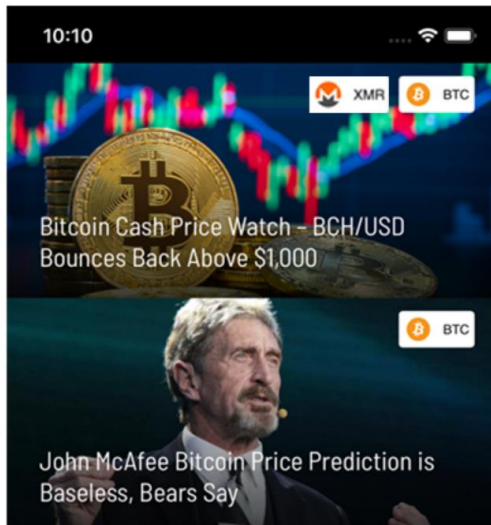 10:10
XMR
BTC
Bitcoin Cash Price Watch – BCH/USD
Bounces Back Above $1,000
BTC
John McAfee Bitcoin Price Prediction is
Baseless, Bears Say